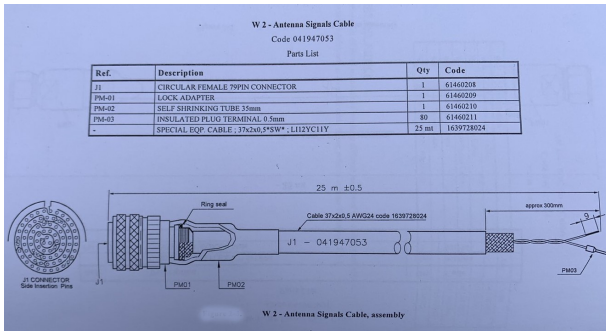 W 2 - Antenna Signals Cable
Code 041947053
Parts List
Ref. Description Qty Code
J1 CIRCULAR FEMALE 79PIN CONNECTOR 1 61460208
PM-01 LOCK ADAPTER 1 61460209
PM-02 SELF SHRINKING TUBE 35mm 1 61460210
PM-03 INSULATED PLUG TERMINAL 0.5mm 80 61460211
- SPECIAL EQP. CABLE ; 37x2x0,5*SW* ; LI12YC11Y 25 mt 1639728024
25 m ±0.5
approx 300mm
Ring seal
9
Cable 37x2x0,5 AWG24 code 1639728024
J1 - 041947053
J1 CONNECTOR
Side Insertion Pins
J1
PM01
PM02
PM03
W 2 - Antenna Signals Cable, assembly